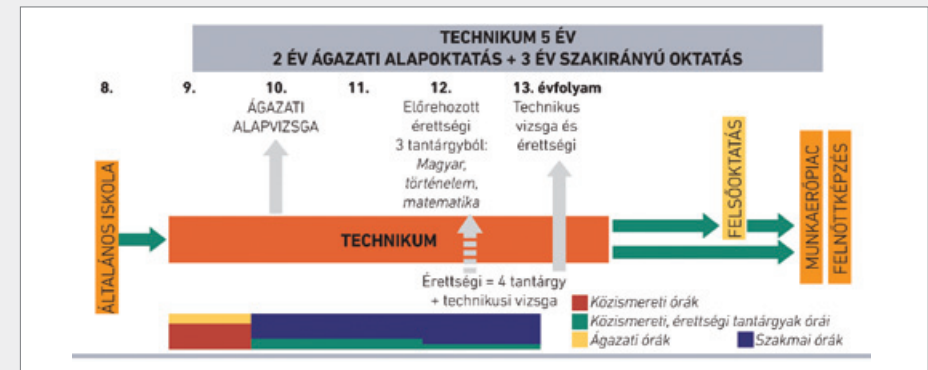 TECHNIKUM 5 ÉV
2 ÉV ÁGAZATI ALAPOKTATÁS + 3 ÉV SZAKIRÁNYÚ OKTATÁS
8.
9.
10.
11.
12.
13. évfolyam
ÁGAZATI
ALAPVIZSGA
Előrehozott
érettségi
3 tantárgyból:
Magyar,
történelem,
matematika
Technikus
vizsga és
érettségi
ÁLTALÁNOS ISKOLA
TECHNIKUM
FELSŐOKTATÁS
MUNKAERŐPIAC
FELNŐTTKÉPZÉS
Érettségi = 4 tantárgy
+ technikusi vizsga
Közismereti órák
Közismereti, érettségi tantárgyak órái
Ágazati órák
Szakmai órák